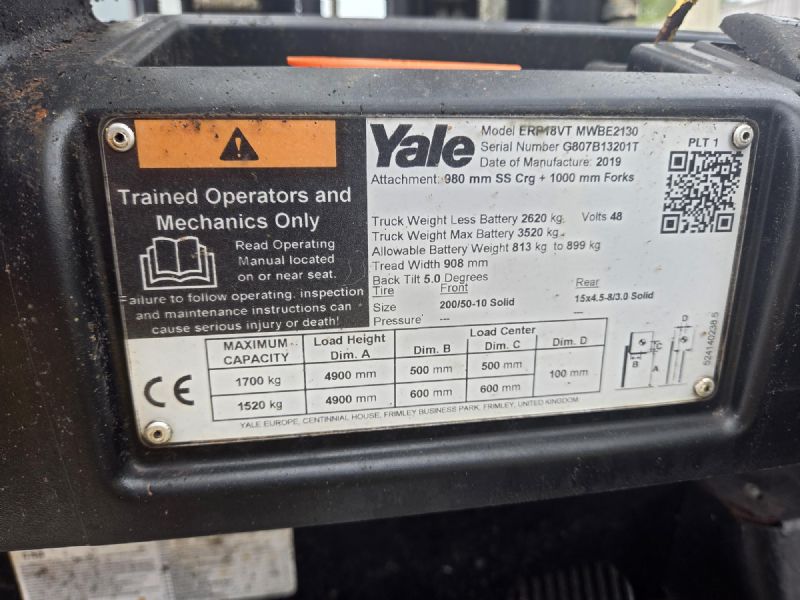 Yale
Model ERP18VT MWBE2130
Serial Number G807B13201T
Date of Manufacture: 2019
PLT 1
Attachment: 980 mm SS Crg + 1000 mm Forks
Trained Operators and
Mechanics Only
Read Operating
Manual located
on or near seat.
Failure to follow operating, inspection
and maintenance instructions can
cause serious injury or death!
Truck Weight Less Battery 2620 kg. Volts 48
Truck Weight Max Battery 3520 kg.
Allowable Battery Weight 813 kg to 899 kg
Tread Width 908 mm
Back Tilt 5.0 Degrees
Tire Front Rear
Size 200/50-10 Solid 15x4.5-8/3.0 Solid
Pressure --- ---
MAXIMUM CAPACITY Load Height Dim. A Load Center Dim. B Dim. C Dim. D
1700 kg 4900 mm 500 mm 500 mm 100 mm
1520 kg 4900 mm 600 mm 600 mm
D
C
B
A
524140238.5
CE
YALE EUROPE, CENTINNIAL HOUSE, FRIMLEY BUSINESS PARK, FRIMLEY, UNITED KINGDOM